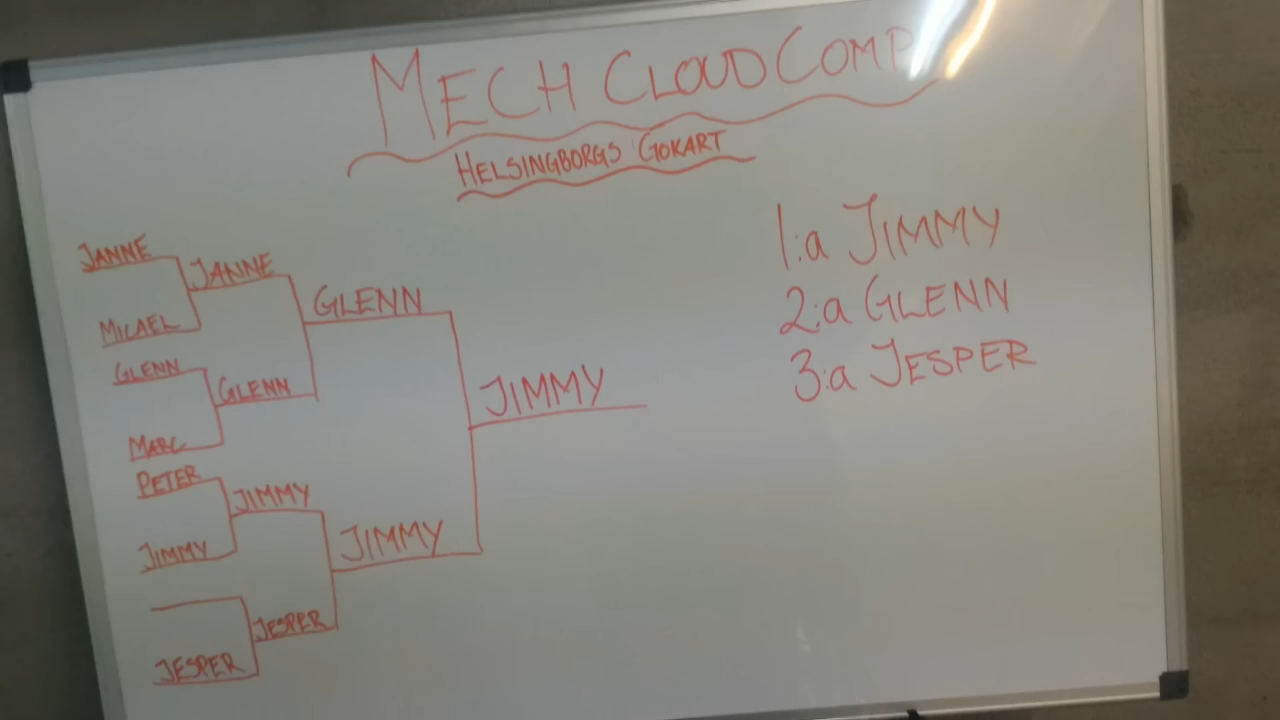 MECH CLOUD COMP
HELSINGBORGS GOKART
JANNE
MICAEL
GLENN
MARC
PETER
JIMMY
JESPER
JANNE
GLENN
JIMMY
JESPER
GLENN
JIMMY
JIMMY
1:a JIMMY
2:a GLENN
3:a JESPER